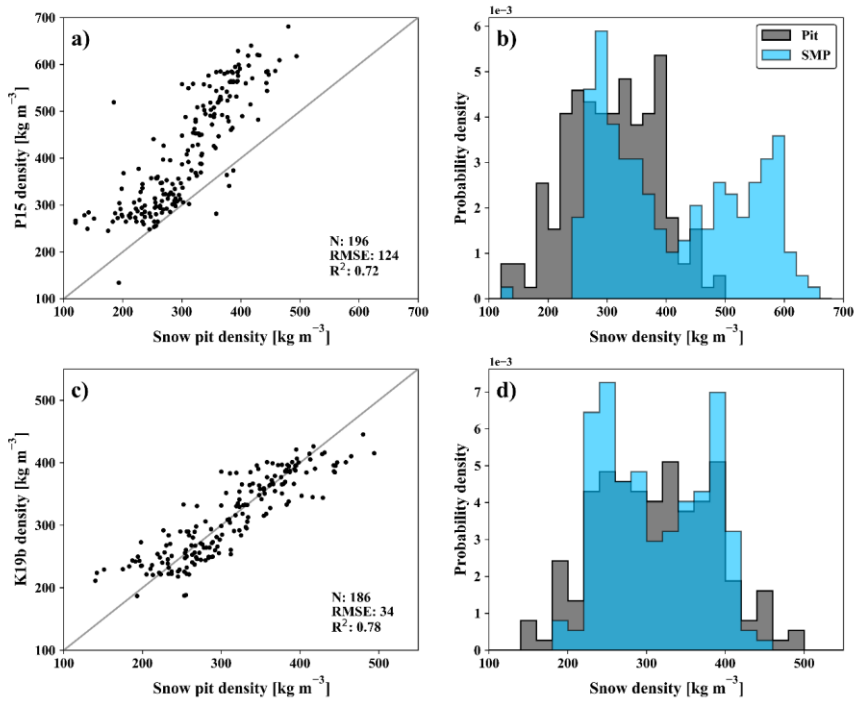 a)
P15 density [kg m⁻³]
700
600
500
400
300
200
100
N: 196
RMSE: 124
R²: 0.72
100 200 300 400 500 600 700
Snow pit density [kg m⁻³]
1e−3
b)
Pit
SMP
Probability density
6
5
4
3
2
1
0
100 200 300 400 500 600 700
Snow density [kg m⁻³]
c)
K19b density [kg m⁻³]
500
400
300
200
100
N: 186
RMSE: 34
R²: 0.78
100 200 300 400 500
Snow pit density [kg m⁻³]
1e−3
d)
Probability density
7
6
5
4
3
2
1
0
100 200 300 400 500
Snow density [kg m⁻³]